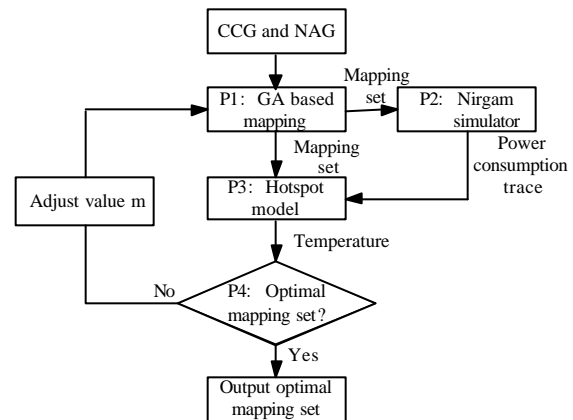 CCG and NAG
P1: GA based
mapping
Mapping
set
P2: Nirgam
simulator
Mapping
set
Power
consumption
trace
P3: Hotspot
model
Adjust value m
Temperature
P4: Optimal
mapping set?
No
Yes
Output optimal
mapping set